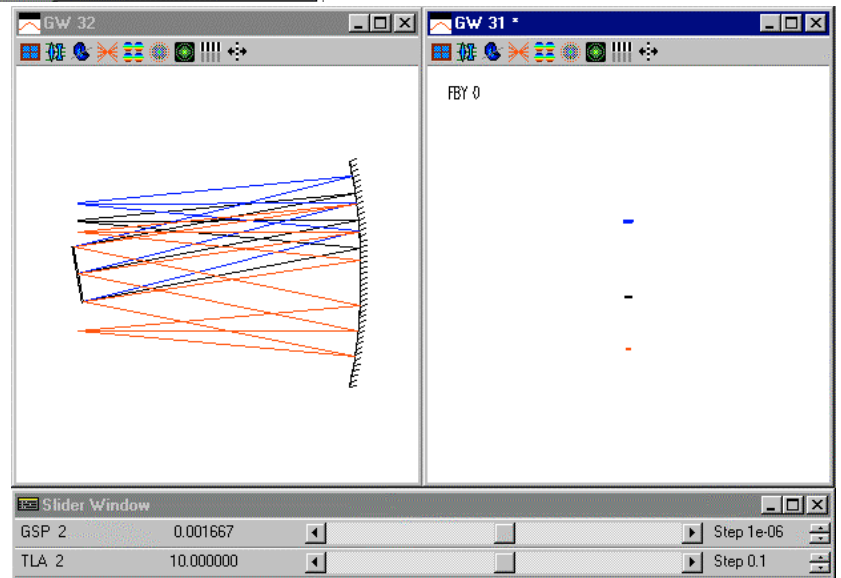 GW 32
GW 31 *
FBY 0
Slider Window
GSP 2 0.001667 Step 1e-06
TLA 2 10.000000 Step 0.1